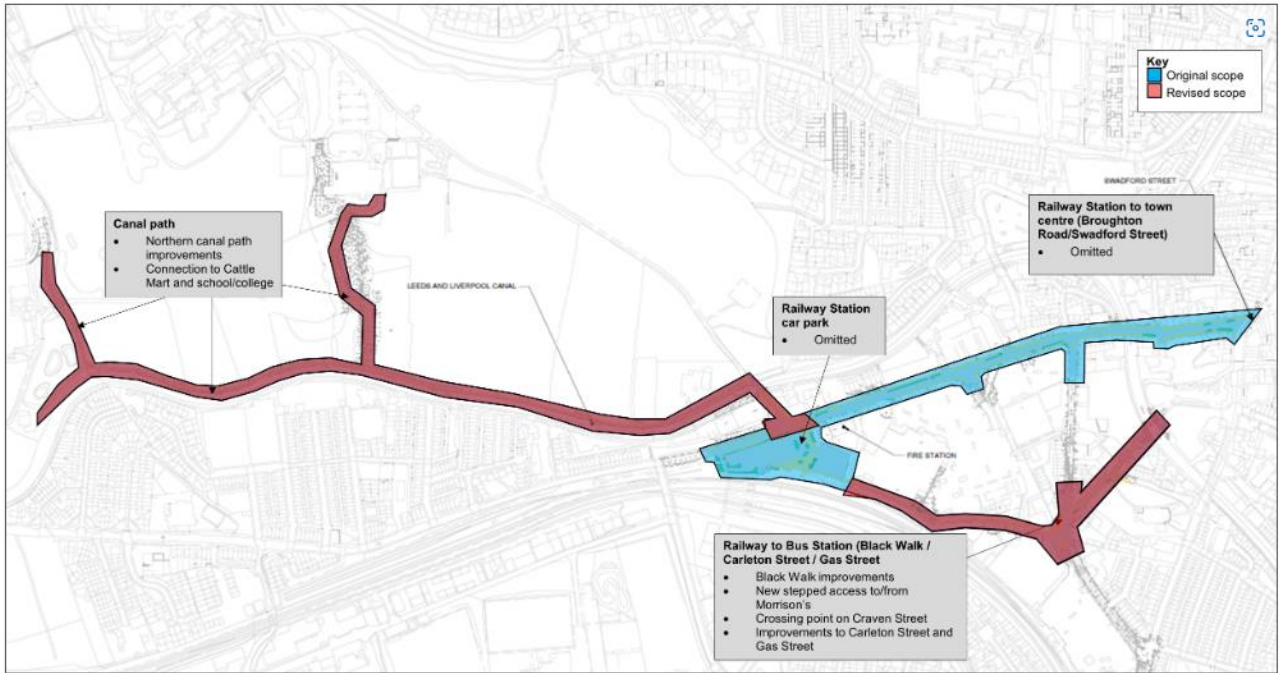 Key
Original scope
Revised scope
SWADFORD STREET
Railway Station to town
centre (Broughton
Road/Swadford Street)
• Omitted
Canal path
• Northern canal path
improvements
• Connection to Cattle
Mart and school/college
LEEDS AND LIVERPOOL CANAL
Railway Station
car park
• Omitted
FIRE STATION
Railway to Bus Station (Black Walk /
Carleton Street / Gas Street
• Black Walk improvements
• New stepped access to/from
Morrison's
• Crossing point on Craven Street
• Improvements to Carleton Street and
Gas Street